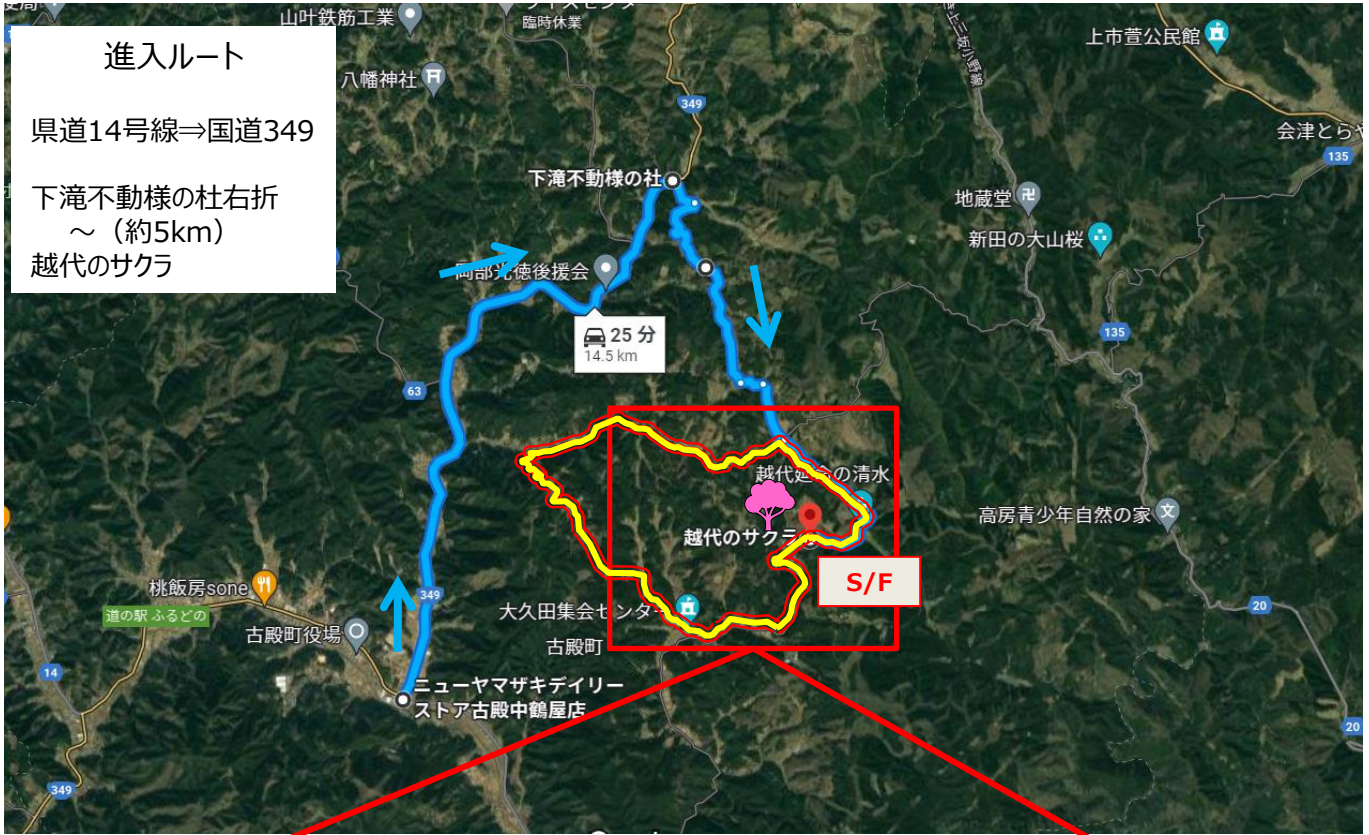 山叶鉄筋工業
臨時休業
八幡神社
進入ルート
県道14号線⇒国道349
下滝不動様の杜右折
～（約5km）
越代のサクラ
上市萱公民館
会津とらや
135
349
下滝不動様の社
地蔵堂
新田の大山桜
135
25 分
14.5 km
63
越代のサクラ
高房青少年自然の家
S/F
桃飯房sone
道の駅 ふるどの
古殿町役場
349
大久田集会センター
古殿町
20
14
ニューヤマザキデイリー
ストア古殿中鶴屋店
20
349